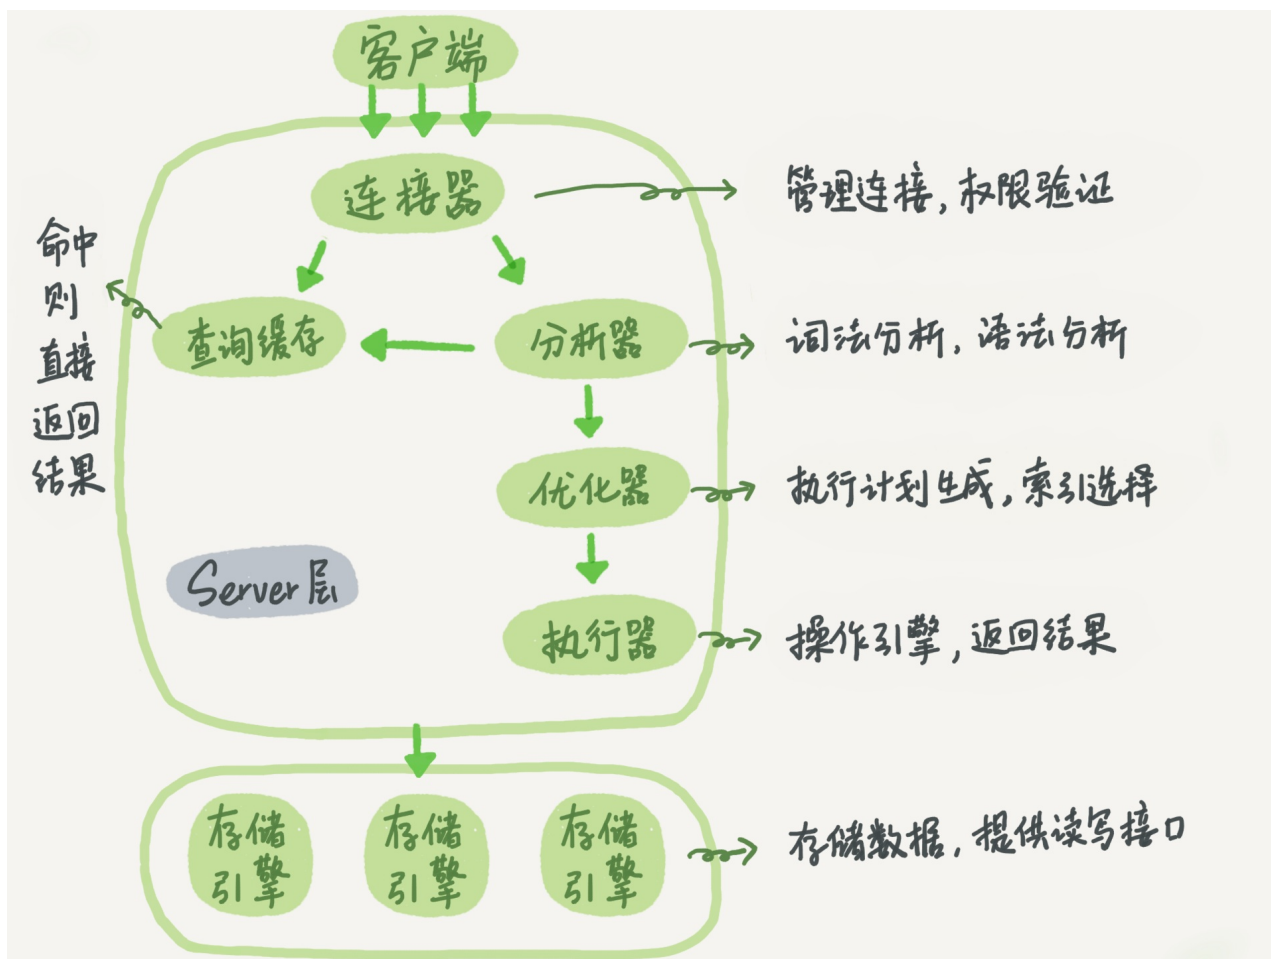 客户端
连接器
管理连接，权限验证
命中
则
直接
返回
结果
查询缓存
分析器
词法分析，语法分析
优化器
执行计划生成，索引选择
Server层
执行器
操作引擎，返回结果
存储
引擎
存储
引擎
存储
引擎
存储数据，提供读写接口